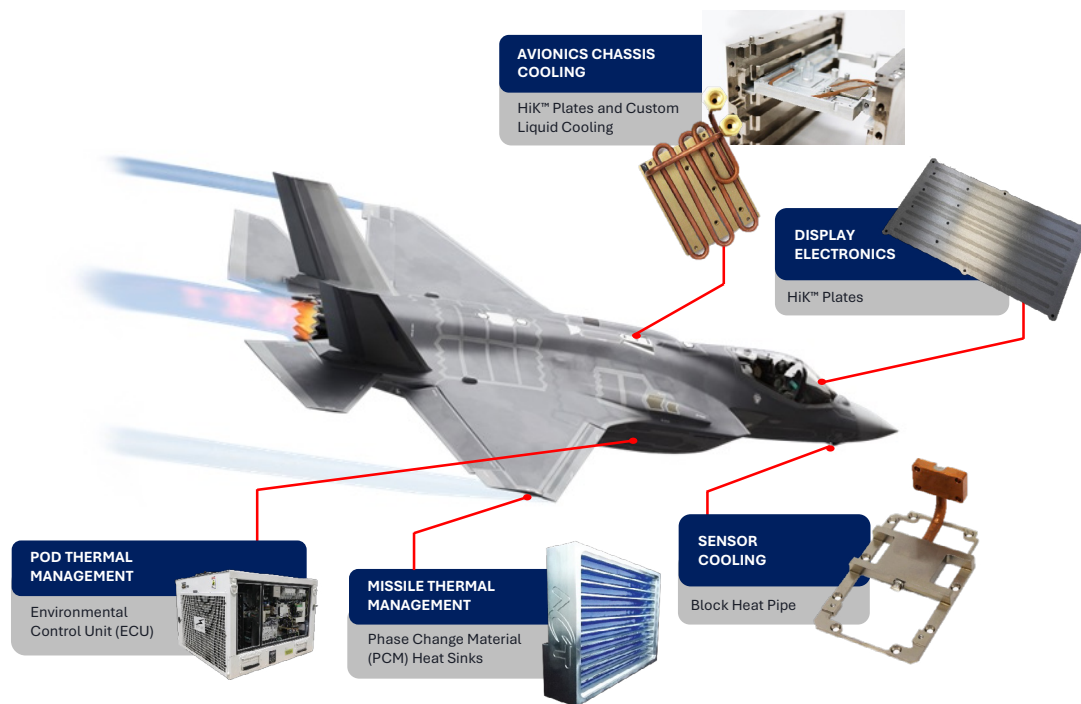 AVIONICS CHASSIS
COOLING
HiK™ Plates and Custom
Liquid Cooling
DISPLAY
ELECTRONICS
HiK™ Plates
POD THERMAL
MANAGEMENT
Environmental
Control Unit (ECU)
MISSILE THERMAL
MANAGEMENT
Phase Change Material
(PCM) Heat Sinks
ACT
SENSOR
COOLING
Block Heat Pipe